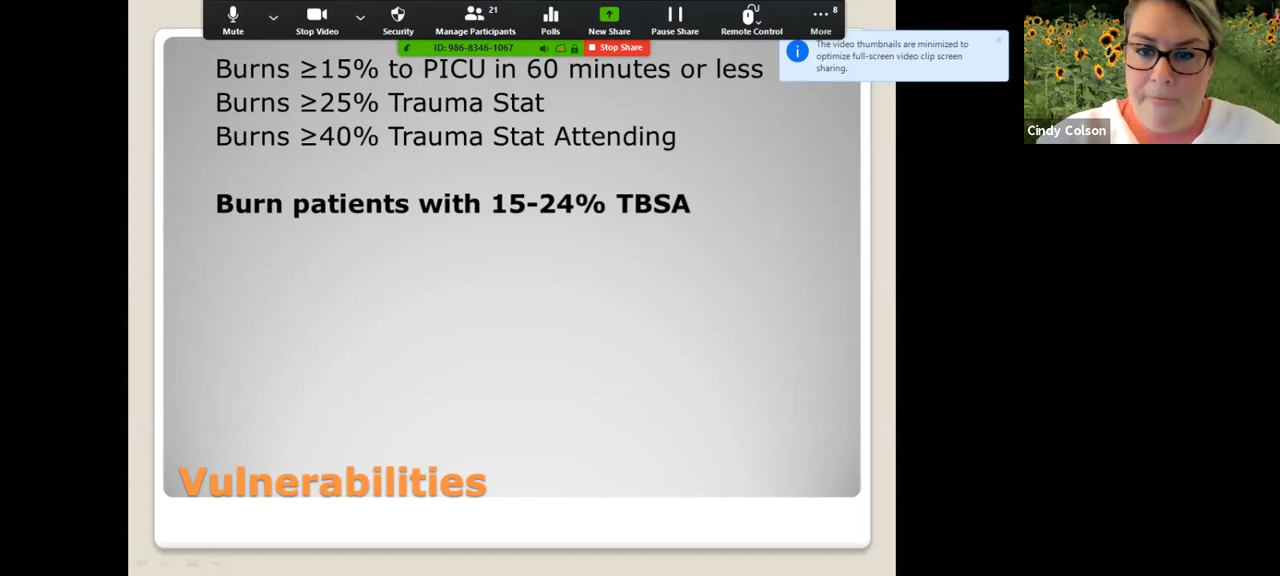 21
8
Mute
Stop Video
Security
Manage Participants
Polls
New Share
Pause Share
Remote Control
More
ID: 986-8346-1067
Stop Share
The video thumbnails are minimized to
optimize full-screen video clip screen
sharing.
Burns ≥15% to PICU in 60 minutes or less
Burns ≥25% Trauma Stat
Burns ≥40% Trauma Stat Attending
Burn patients with 15-24% TBSA
Vulnerabilities
Cindy Colson